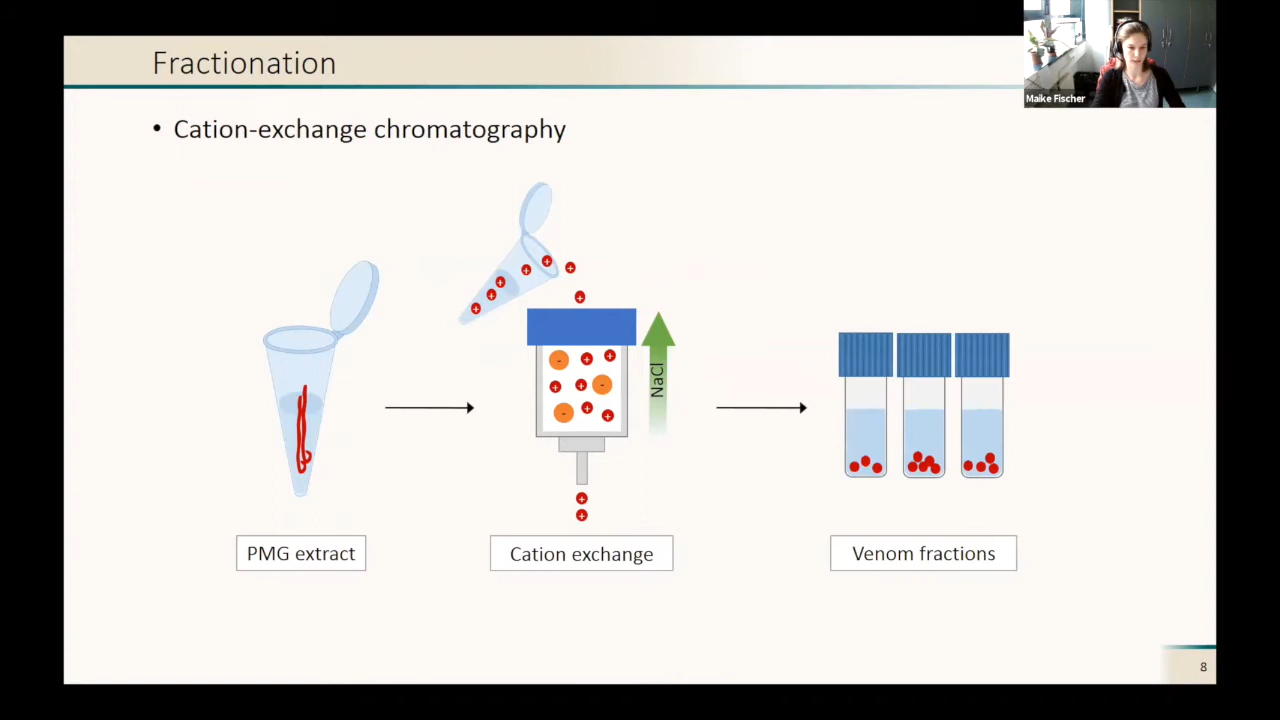 Fractionation
Maike Fischer
• Cation-exchange chromatography
+ + + + + + + +
NaCl
- + +
+ + -
- + +
+
+
PMG extract
Cation exchange
Venom fractions
8